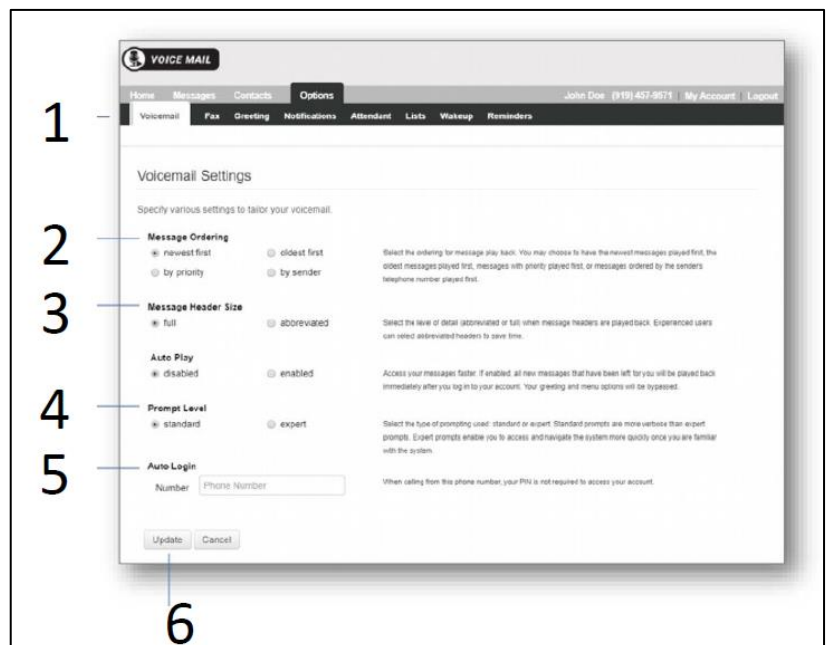 VOICE MAIL
Home Messages Contacts Options John Doe (919) 457-9571 My Account Logout
1
Voicemail Fax Greeting Notifications Attendant Lists Wakeup Reminders
Voicemail Settings
Specify various settings to tailor your voicemail.
2
Message Ordering
newest first oldest first
by priority by sender
Select the ordering for message play back. You may choose to have the newest messages played first, the
oldest messages played first, messages with priority played first, or messages ordered by the sender's
telephone number played first.
3
Message Header Size
full abbreviated
Select the level of detail (abbreviated or full) when message headers are played back. Experienced users
can select abbreviated headers to save time.
Auto Play
disabled enabled
Access your messages faster. If enabled, all new messages that have been left for you will be played back
immediately after you log in to your account. Your greeting and menu options will be bypassed.
4
Prompt Level
standard expert
Select the type of prompting used: standard or expert. Standard prompts are more verbose than expert
prompts. Expert prompts enable you to access and navigate the system more quickly once you are familiar
with the system.
5
Auto Login
Number Phone Number
When calling from this phone number, your PIN is not required to access your account.
Update Cancel
6